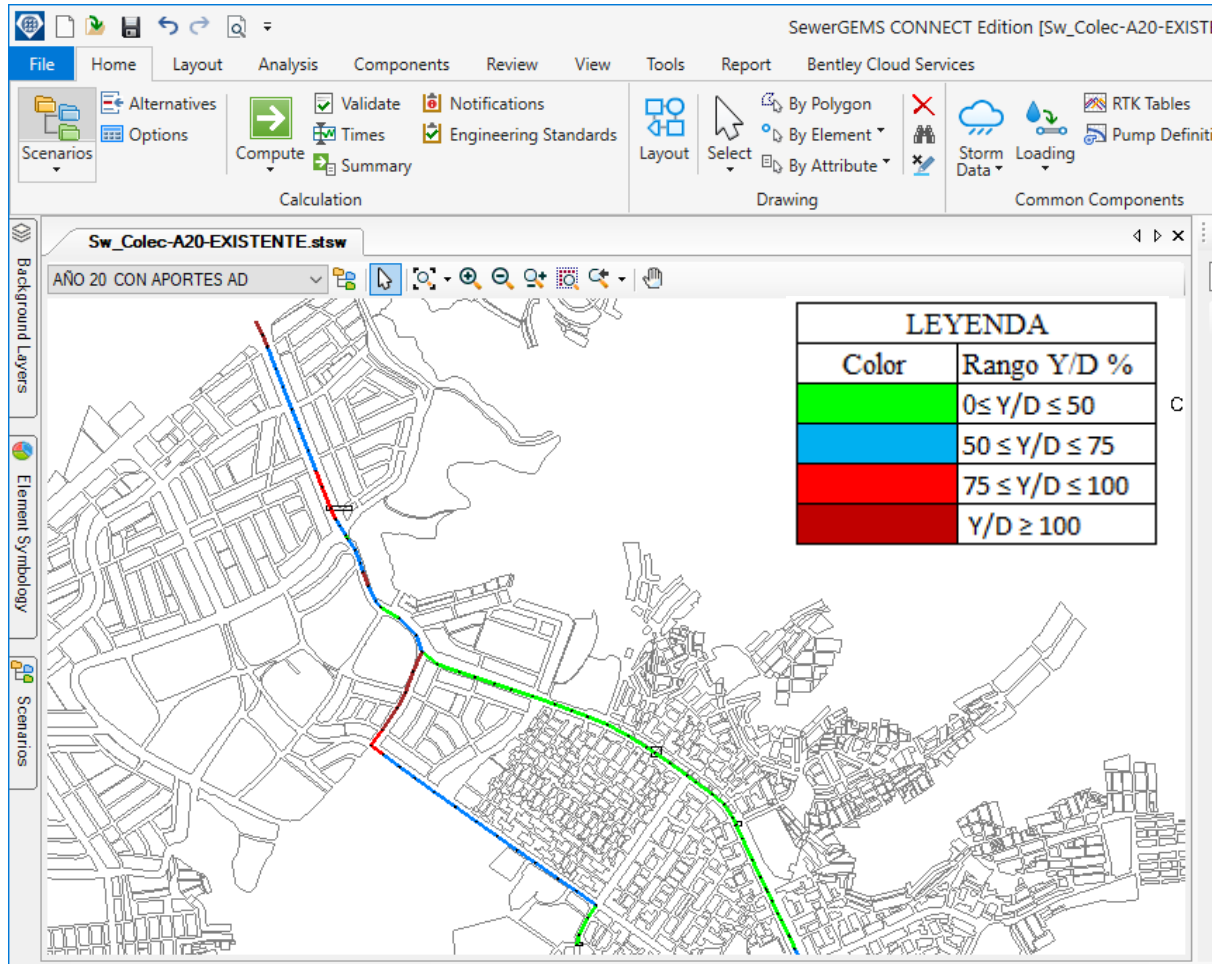 SewerGEMS CONNECT Edition [Sw_Colec-A20-EXISTE
File Home Layout Analysis Components Review View Tools Report Bentley Cloud Services
Scenarios
Alternatives
Options
Compute
Validate
Times
Summary
Notifications
Engineering Standards
Calculation
Layout
Select
By Polygon
By Element
By Attribute
Drawing
Storm Data
Loading
RTK Tables
Pump Definiti
Common Components
Background Layers
Element Symbology
Scenarios
Sw_Colec-A20-EXISTENTE.stsw
AÑO 20 CON APORTES AD
LEYENDA
Color Rango Y/D %
0≤ Y/D ≤ 50
50 ≤ Y/D ≤ 75
75 ≤ Y/D ≤ 100
Y/D ≥ 100
C